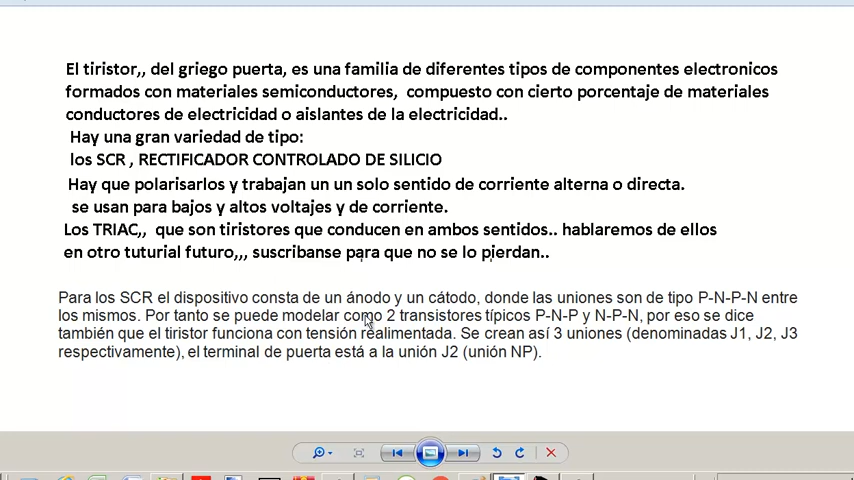 El tiristor,, del griego puerta, es una familia de diferentes tipos de componentes electronicos
formados con materiales semiconductores, compuesto con cierto porcentaje de materiales
conductores de electricidad o aislantes de la electricidad..
Hay una gran variedad de tipo:
los SCR , RECTIFICADOR CONTROLADO DE SILICIO
Hay que polarisarlos y trabajan un un solo sentido de corriente alterna o directa.
se usan para bajos y altos voltajes y de corriente.
Los TRIAC,, que son tiristores que conducen en ambos sentidos.. hablaremos de ellos
en otro tuturial futuro,,, suscribanse para que no se lo pierdan..
Para los SCR el dispositivo consta de un ánodo y un cátodo, donde las uniones son de tipo P-N-P-N entre
los mismos. Por tanto se puede modelar como 2 transistores típicos P-N-P y N-P-N, por eso se dice
también que el tiristor funciona con tensión realimentada. Se crean así 3 uniones (denominadas J1, J2, J3
respectivamente), el terminal de puerta está a la unión J2 (unión NP).